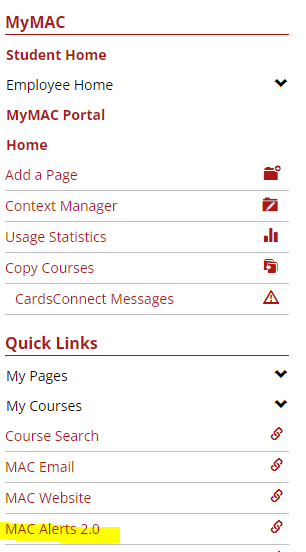 MyMAC
Student Home
Employee Home
MyMAC Portal
Home
Add a Page
Context Manager
Usage Statistics
Copy Courses
CardsConnect Messages
Quick Links
My Pages
My Courses
Course Search
MAC Email
MAC Website
MAC Alerts 2.0